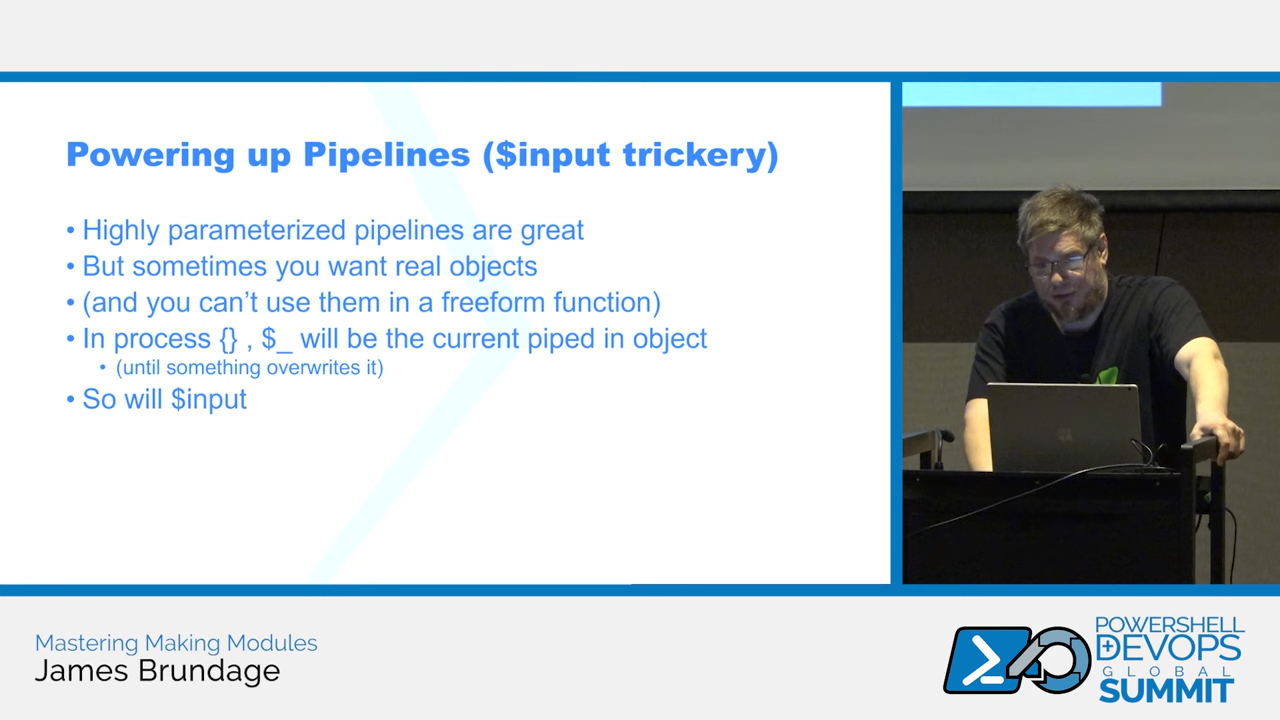 Powering up Pipelines ($input trickery)
• Highly parameterized pipelines are great
• But sometimes you want real objects
• (and you can’t use them in a freeform function)
• In process {} , $_ will be the current piped in object
• (until something overwrites it)
• So will $input
Mastering Making Modules
James Brundage
POWERSHELL
DEVOPS
GLOBAL
SUMMIT